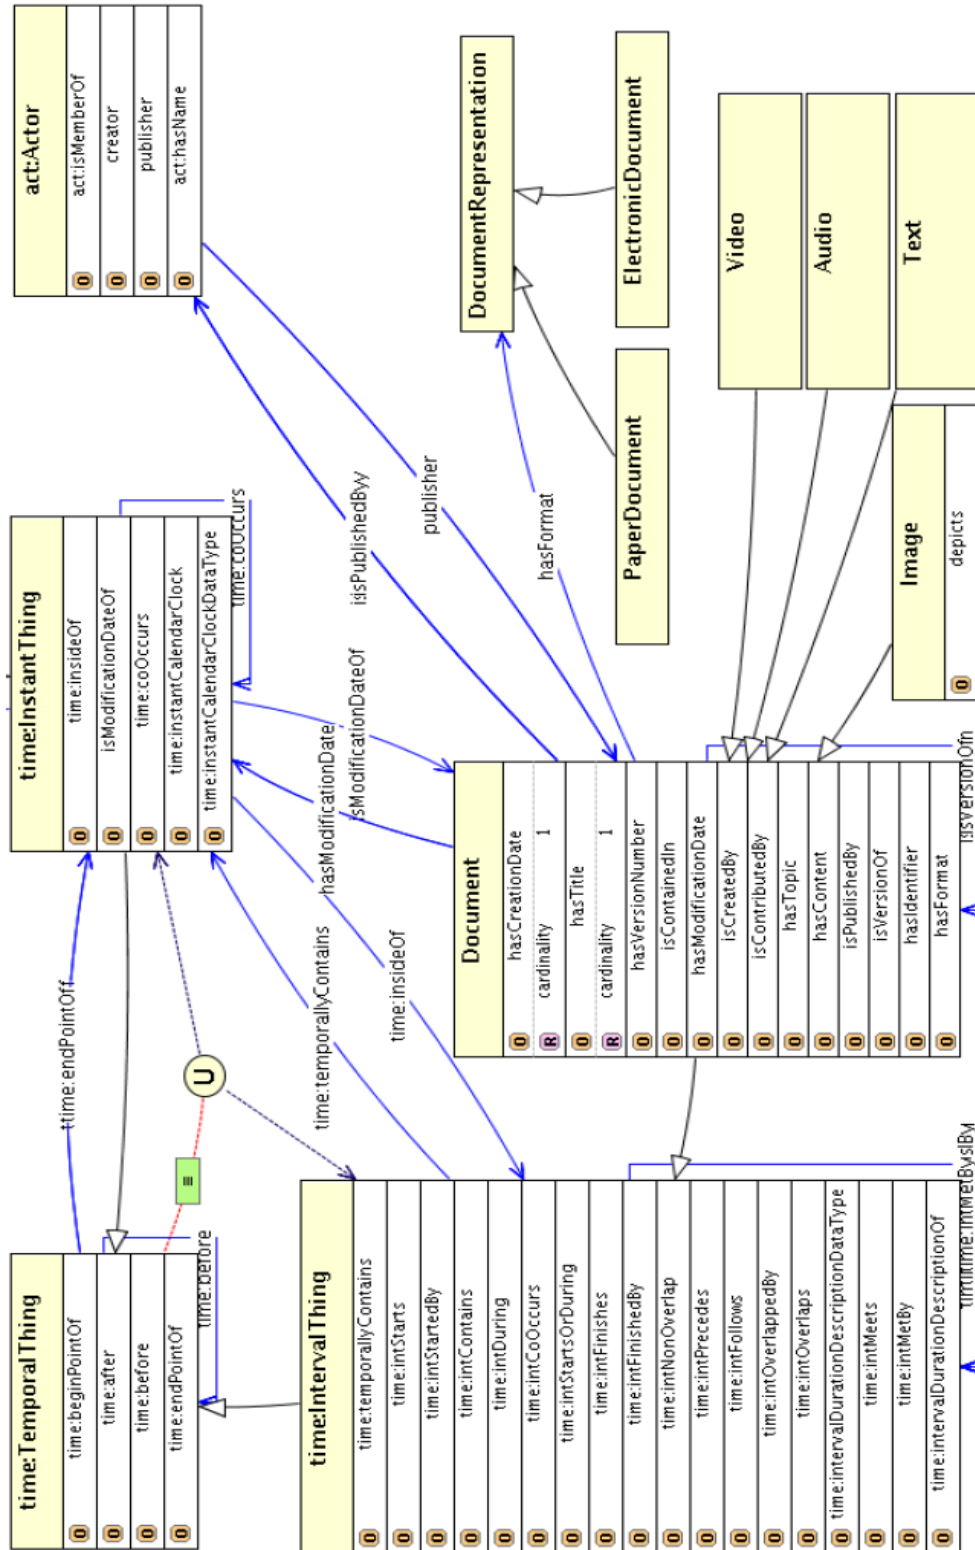 time:TemporalThing
O time:beginPointOf
O time:after
O time:before
O time:endPointOf
time:before
time:InstantThing
O time:insideOf
O isModificationDateOf
O time:coOccurs
O time:instantCalendarClock
O time:instantCalendarClockDataType
time:coOccurs
act:Actor
O act:isMemberOf
O creator
O publisher
O act:hasName
≡
U
time:temporallyContains
time:insideOf
hasModificationDate
isModificationDateOf
publisher
hasFormat
time:IntervalThing
O time:temporallyContains
O time:intStarts
O time:intStartedBy
O time:intContains
O time:intDuring
O time:intCoOccurs
O time:intStartsOrDuring
O time:intFinishes
O time:intFinishedBy
O time:intNonOverlap
O time:intPrecedes
O time:intFollows
O time:intOverlappedBy
O time:intOverlaps
O time:intervalDurationDescriptionDataType
O time:intMeets
O time:intMetBy
O time:intervalDurationDescriptionOf
Document
O hasCreationDate
R cardinality 1
O hasTitle
R cardinality 1
O hasVersionNumber
O isContainedIn
O hasModificationDate
O isCreatedBy
O isContributedBy
O hasTopic
O hasContent
O isPublishedBy
O isVersionOf
O hasIdentifier
O hasFormat
DocumentRepresentation
PaperDocument
ElectronicDocument
Video
Audio
Text
Image
O depicts